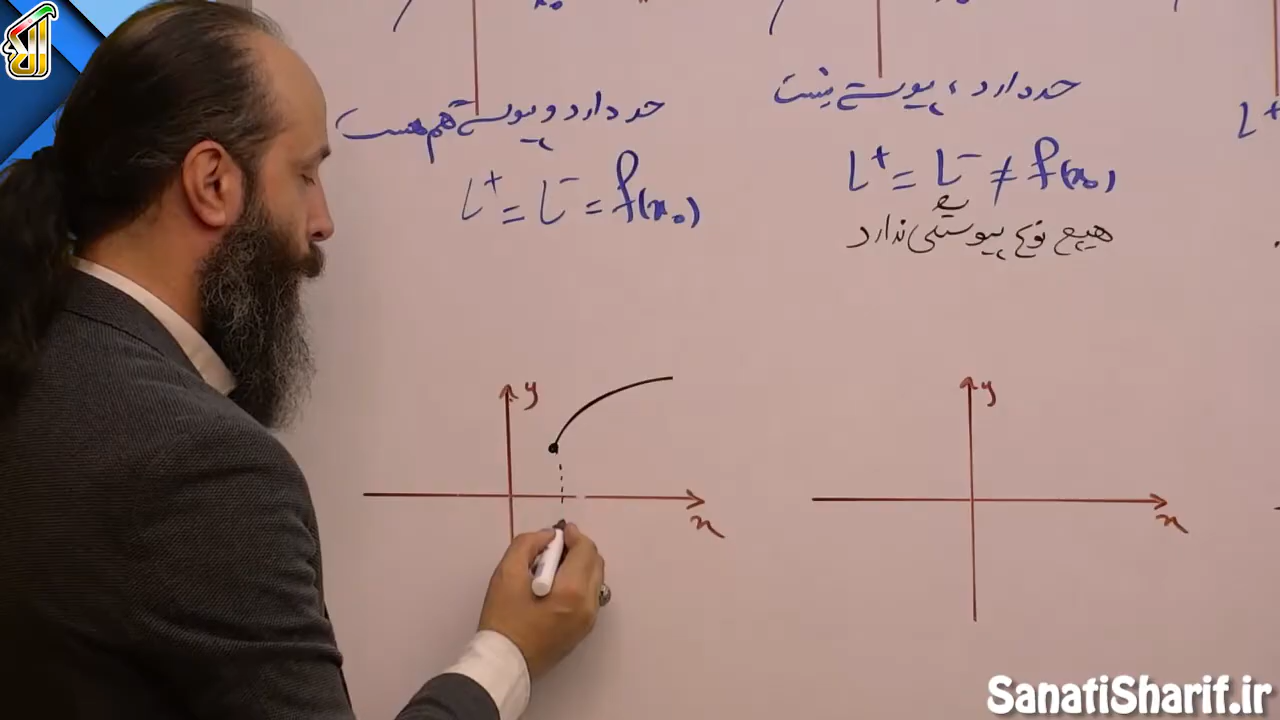 حد دارد ، پیوسته نیست
L⁺ = L⁻ ≠ f(x₀)
هیچ نوع پیوستگی ندارد
حد دارد و پیوسته هم هست
L⁺ = L⁻ = f(x₀)
y
x
y
x
L⁺
SanatiSharif.ir